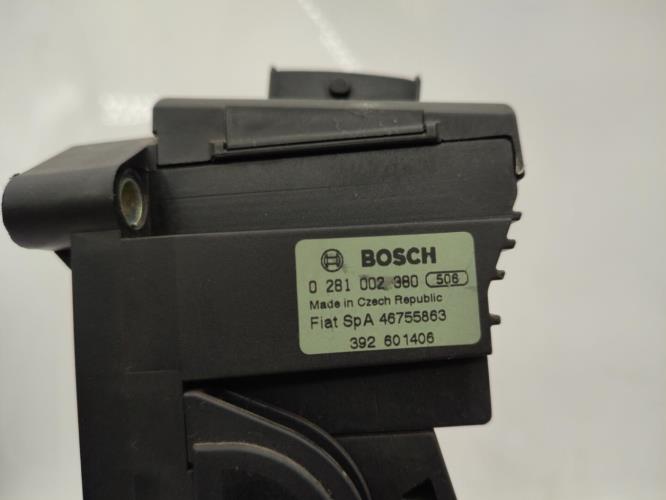 BOSCH
0 281 002 380 506
Made in Czech Republic
Fiat SpA 46755863
392 601406